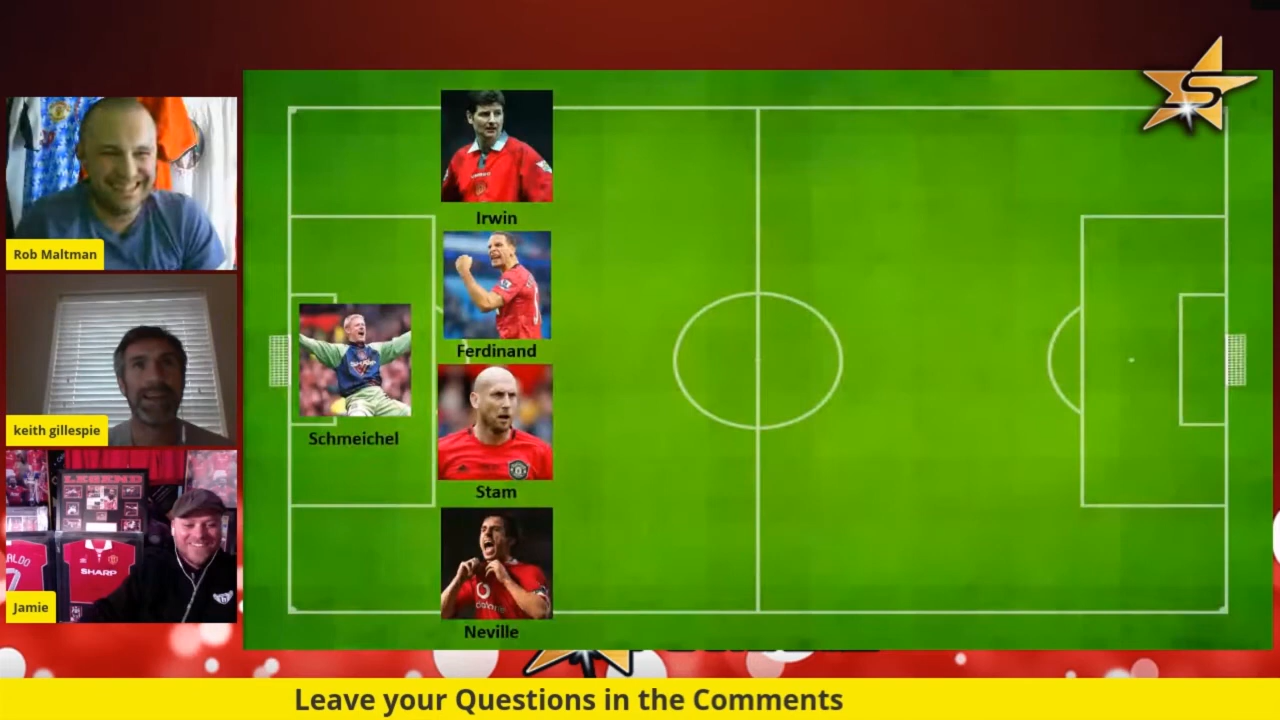 Rob Maltman
keith gillespie
Jamie
LEGEND
SHARP
Irwin
Ferdinand
Schmeichel
Stam
Neville
S
Leave your Questions in the Comments